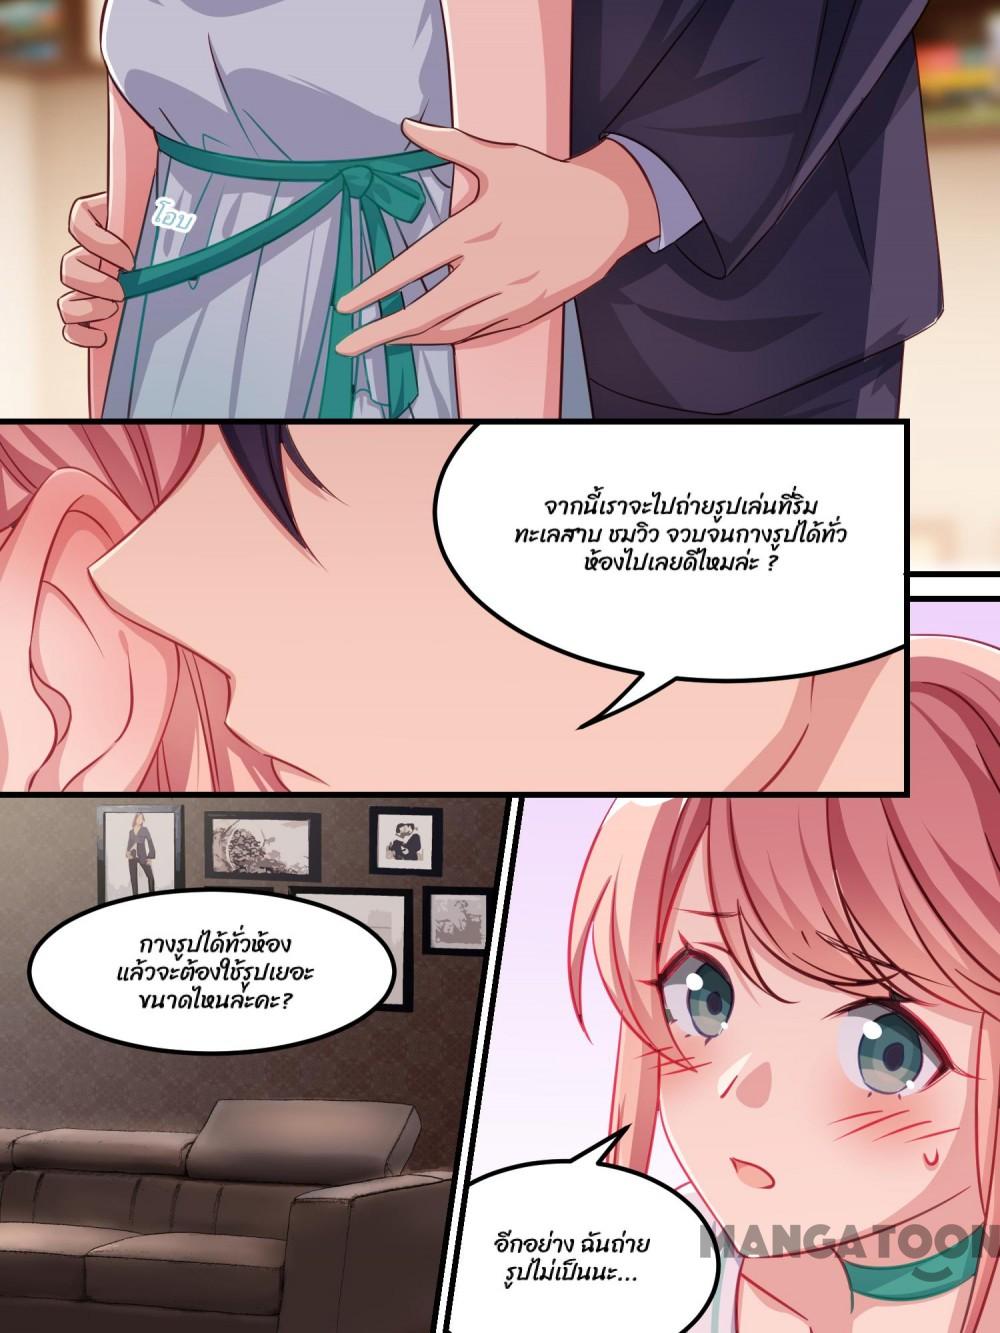 โอบ
จากนี้เราจะไปถ่ายรูปเล่นที่ริม
ทะเลสาบ ชมวิว จวบจนกางรูปได้ทั่ว
ห้องไปเลยดีไหมล่ะ ?
กางรูปได้ทั่วห้อง
แล้วจะต้องใช้รูปเยอะ
ขนาดไหนล่ะคะ?
อีกอย่าง ฉันถ่าย
รูปไม่เป็นนะ...
MANGATOON